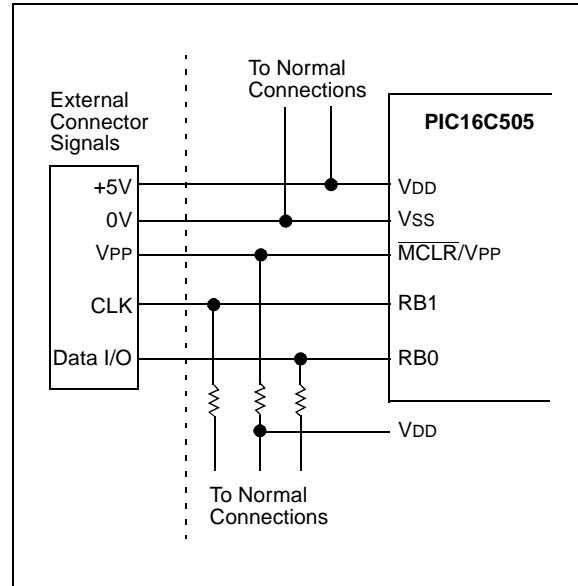 To Normal
Connections
External
Connector
Signals
PIC16C505
+5V
VDD
0V
VSS
VPP
MCLR/VPP
CLK
RB1
Data I/O
RB0
VDD
To Normal
Connections